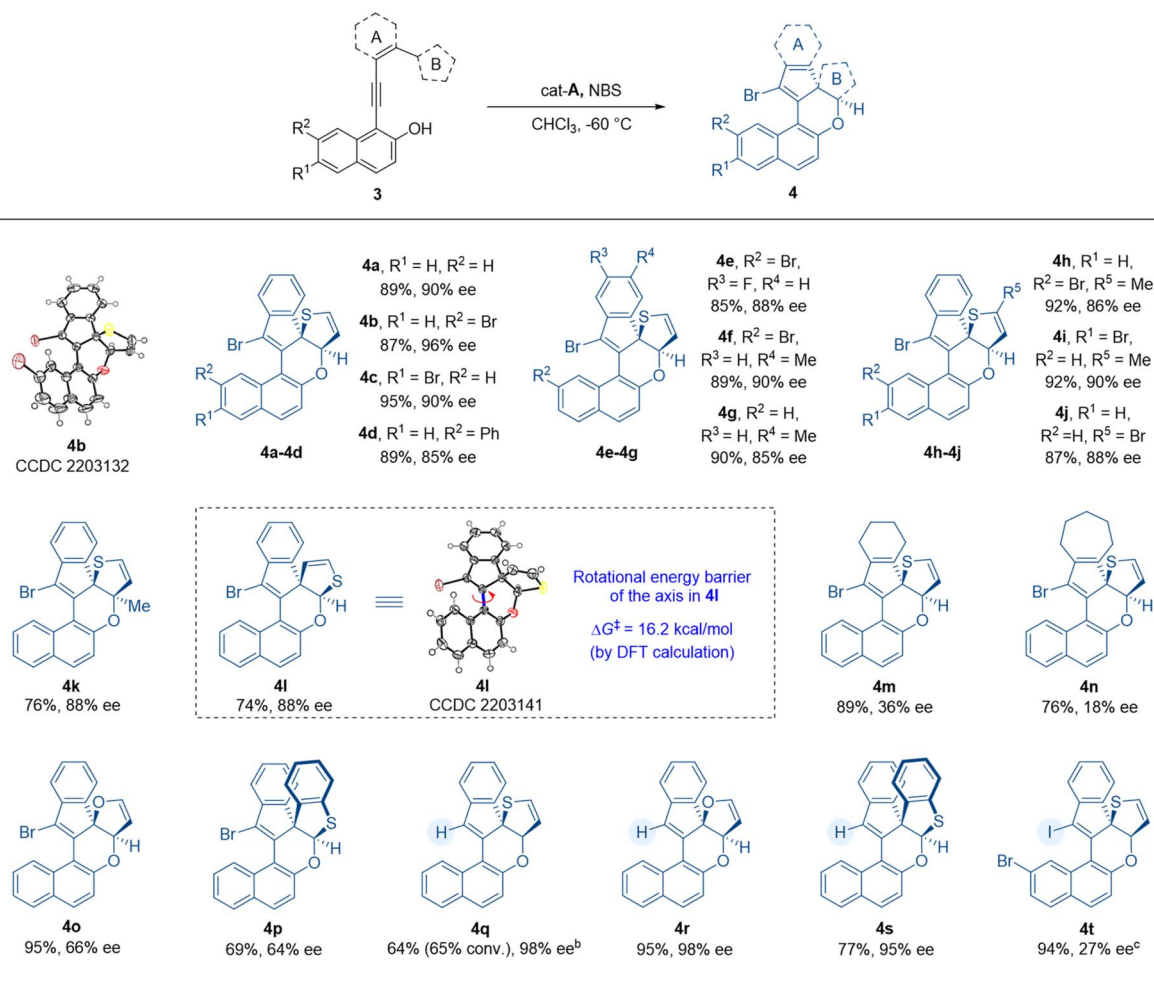 A
B
R² OH
R¹
3
cat-A, NBS
CHCl₃, -60 °C
A
B
Br
H
R² O
R¹
4
4b
CCDC 2203132
S
Br
H
O
R²
R¹
4a-4d
4a, R¹ = H, R² = H
89%, 90% ee
4b, R¹ = H, R² = Br
87%, 96% ee
4c, R¹ = Br, R² = H
95%, 90% ee
4d, R¹ = H, R² = Ph
89%, 85% ee
R³ R⁴
S
Br
H
O
R²
4e-4g
4e, R² = Br,
R³ = F, R⁴ = H
85%, 88% ee
4f, R² = Br,
R³ = H, R⁴ = Me
89%, 90% ee
4g, R² = H,
R³ = H, R⁴ = Me
90%, 85% ee
R⁵
S
Br
H
O
R²
R¹
4h-4j
4h, R¹ = H,
R² = Br, R⁵ = Me
92%, 86% ee
4i, R¹ = Br,
R² = H, R⁵ = Me
92%, 90% ee
4j, R¹ = H,
R² =H, R⁵ = Br
87%, 88% ee
S
Br
Me
O
4k
76%, 88% ee
Br S
H
O
4l
74%, 88% ee
4l
CCDC 2203141
Rotational energy barrier
of the axis in 4l
ΔG‡ = 16.2 kcal/mol
(by DFT calculation)
S
Br
H
O
4m
89%, 36% ee
S
Br
H
O
4n
76%, 18% ee
O
Br
H
O
4o
95%, 66% ee
Br S
H
O
4p
69%, 64% ee
S
H
H
O
4q
64% (65% conv.), 98% eeᵇ
O
H
H
O
4r
95%, 98% ee
H S
H
O
4s
77%, 95% ee
S
I
H
Br O
4t
94%, 27% eeᶜ